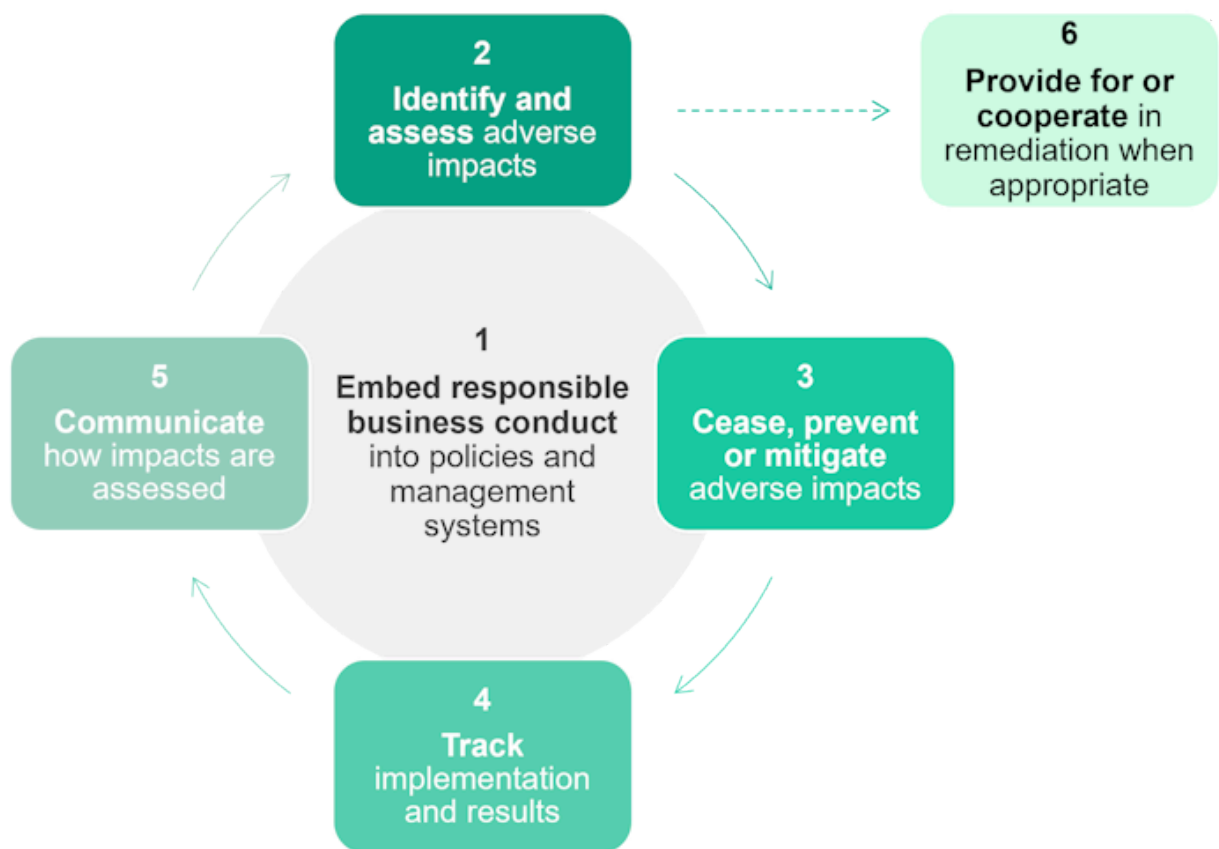 1
Embed responsible
business conduct
into policies and
management
systems
2
Identify and
assess adverse
impacts
3
Cease, prevent
or mitigate
adverse impacts
4
Track
implementation
and results
5
Communicate
how impacts are
assessed
6
Provide for or
cooperate in
remediation when
appropriate